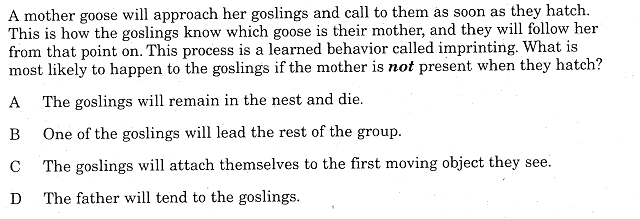 A mother goose will approach her goslings and call to them as soon as they hatch.
This is how the goslings know which goose is their mother, and they will follow her
from that point on. This process is a learned behavior called imprinting. What is
most likely to happen to the goslings if the mother is not present when they hatch?
A The goslings will remain in the nest and die.
B One of the goslings will lead the rest of the group.
C The goslings will attach themselves to the first moving object they see.
D The father will tend to the goslings.